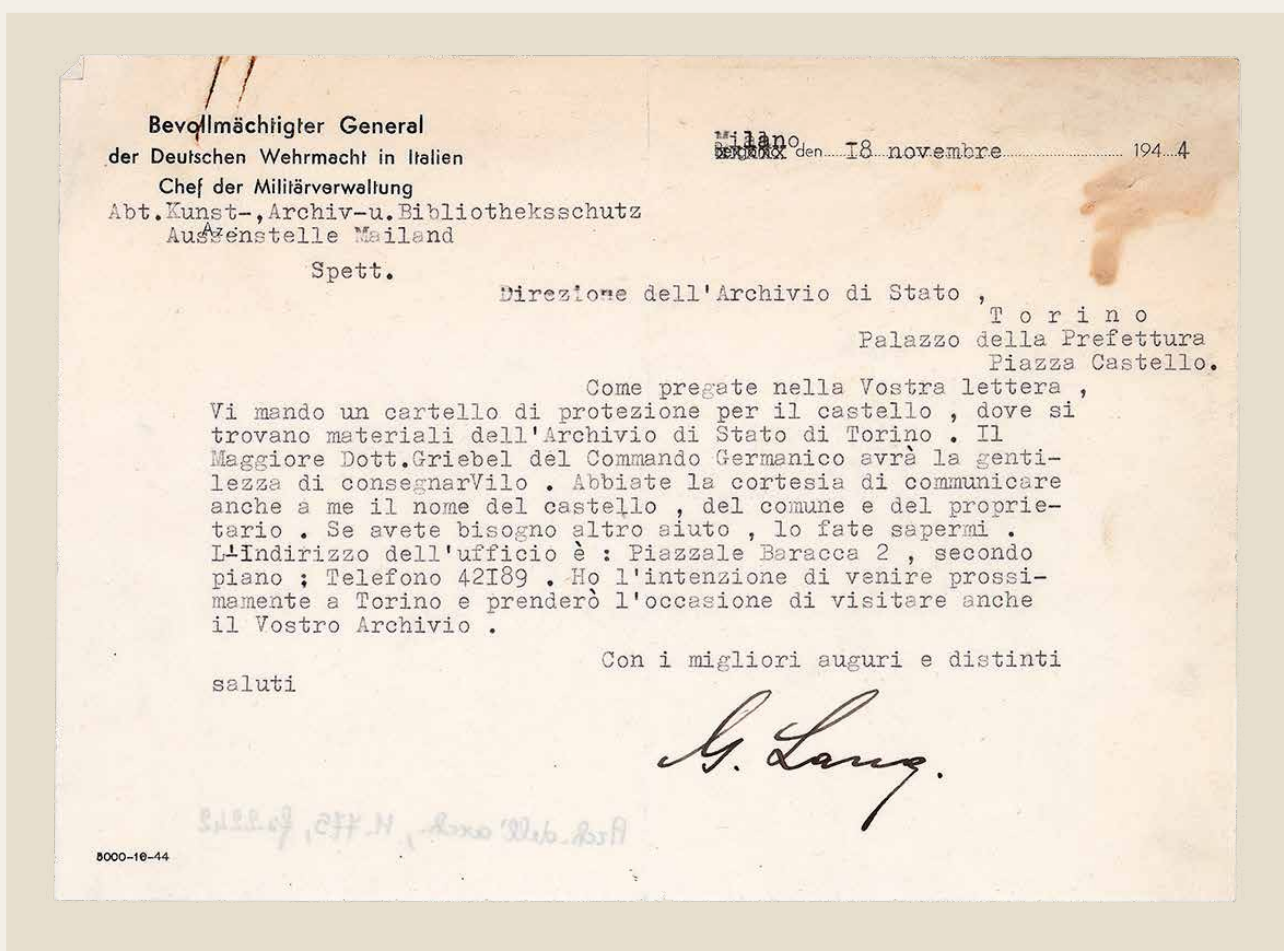 Bevollmächtigter General
der Deutschen Wehrmacht in Italien
Chef der Militärverwaltung
Abt.Kunst-,Archiv-u.Bibliotheksschutz
Aussenstelle Mailand
Milano den 18 novembre 1944
Spett.
Direzione dell'Archivio di Stato ,
T o r i n o
Palazzo della Prefettura
Piazza Castello.
Come pregate nella Vostra lettera ,
Vi mando un cartello di protezione per il castello , dove si
trovano materiali dell'Archivio di Stato di Torino . Il
Maggiore Dott.Griebel del Commando Germanico avrà la genti-
lezza di consegnarVilo . Abbiate la cortesia di communicare
anche a me il nome del castello , del comune e del proprie-
tario . Se avete bisogno altro aiuto , lo fate sapermi .
L'Indirizzo dell'ufficio è : Piazzale Baracca 2 , secondo
piano ; Telefono 42I89 . Ho l'intenzione di venire prossi-
mamente a Torino e prenderò l'occasione di visitare anche
il Vostro Archivio .
Con i migliori auguri e distinti
saluti
G. Lang.
Arch. dell'arch., M. 475,
5000-10-44